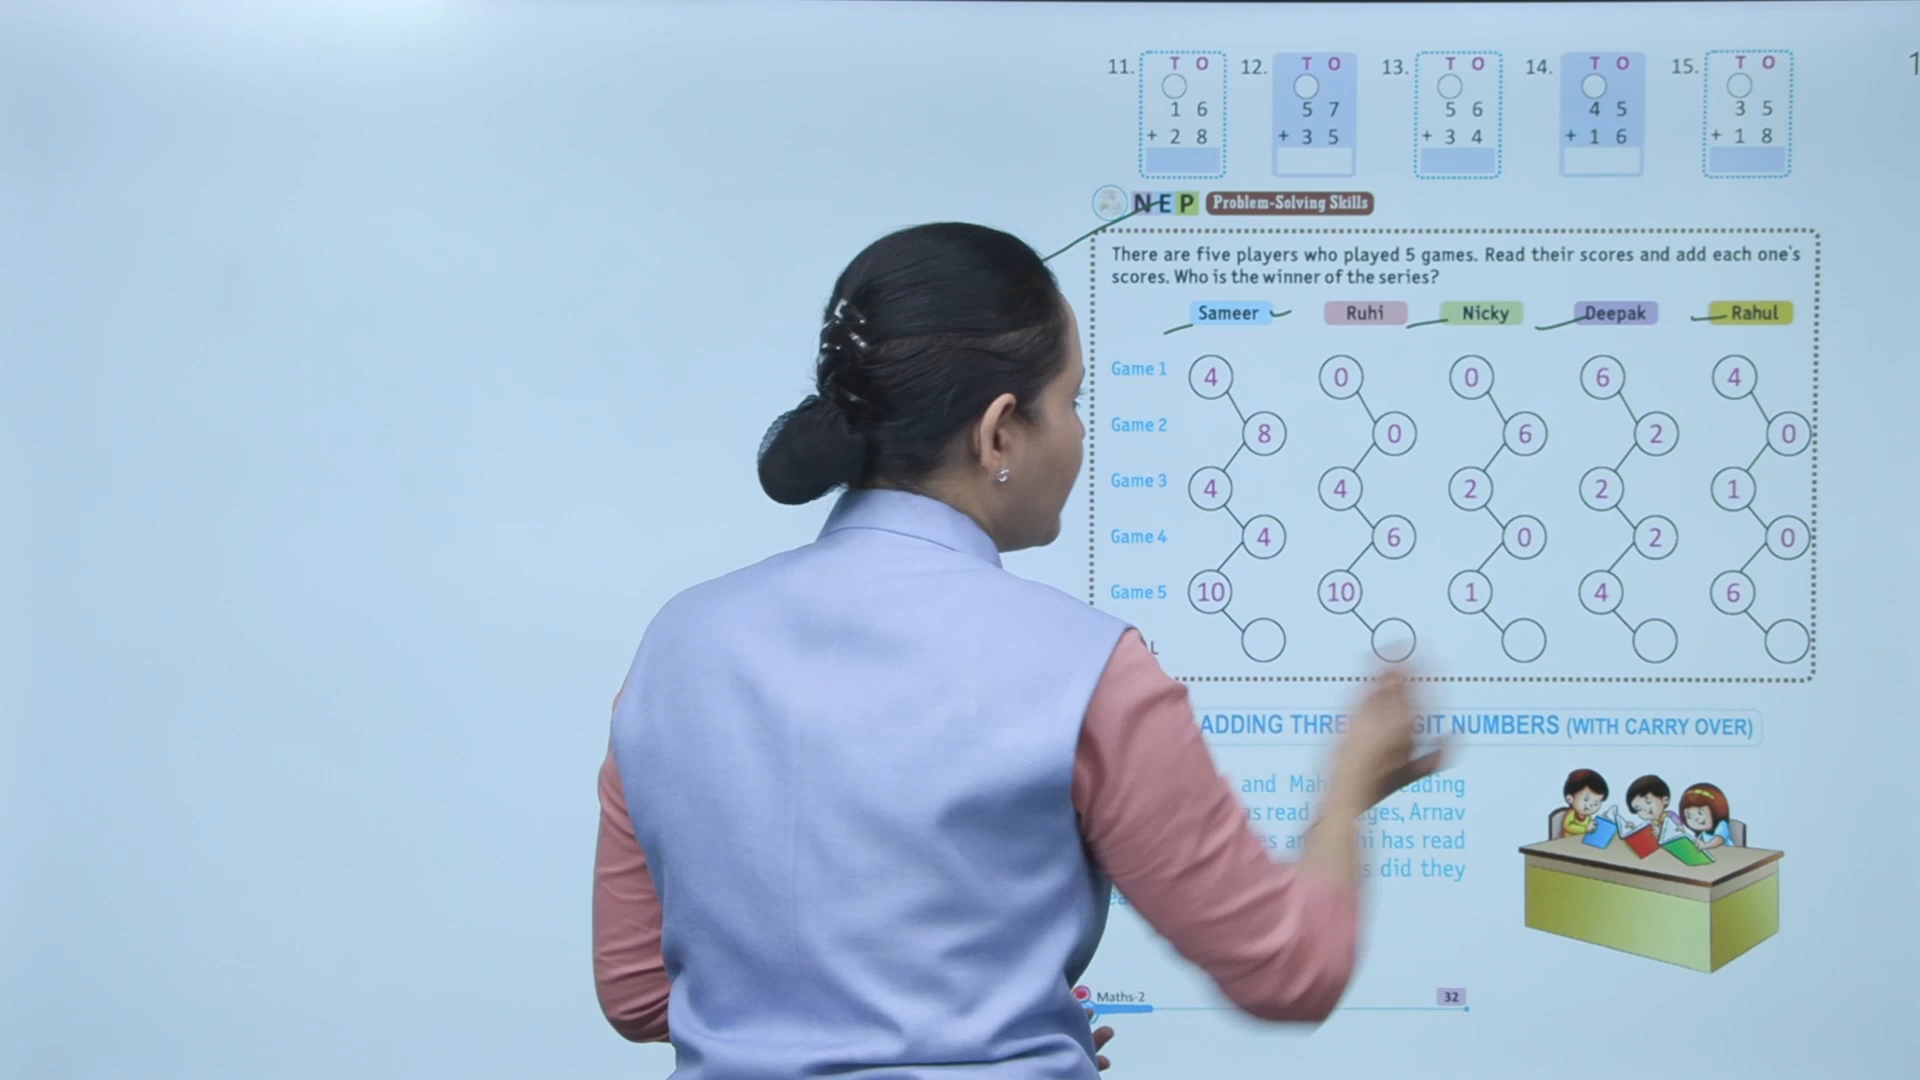 11. T O 12. T O 13. T O 14. T O 15. T O 1
1 6 5 7 5 6 4 5 3 5
+ 2 8 + 3 5 + 3 4 + 1 6 + 1 8
NEP Problem-Solving Skills
There are five players who played 5 games. Read their scores and add each one's
scores. Who is the winner of the series?
Sameer Ruhi Nicky Deepak Rahul
Game 1 4 0 0 6 4
Game 2 8 0 6 2 0
Game 3 4 4 2 2 1
Game 4 4 6 0 2 0
Game 5 10 10 1 4 6
L
ADDING THRE GIT NUMBERS (WITH CARRY OVER)
and Mah ading
as read ges, Arnav
has read
did they
Maths-2 32